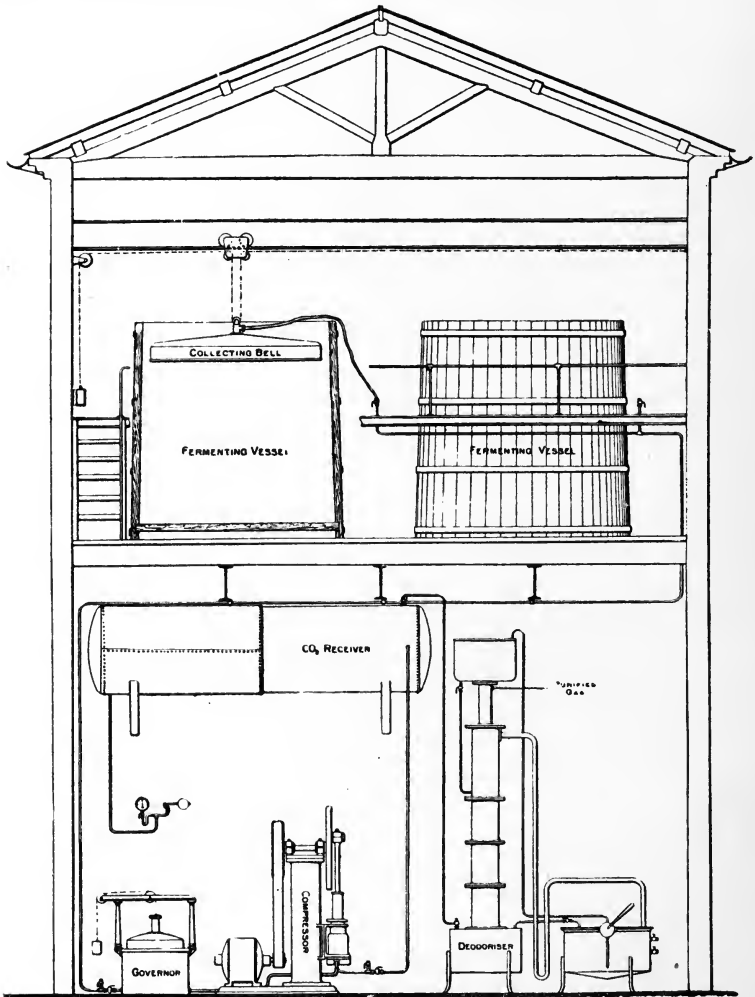 COLLECTING BELL
FERMENTING VESSEL
FERMENTING VESSEL
CO₂ RECEIVER
PURIFIED
GAS
COMPRESSOR
GOVERNOR
DEODORISER